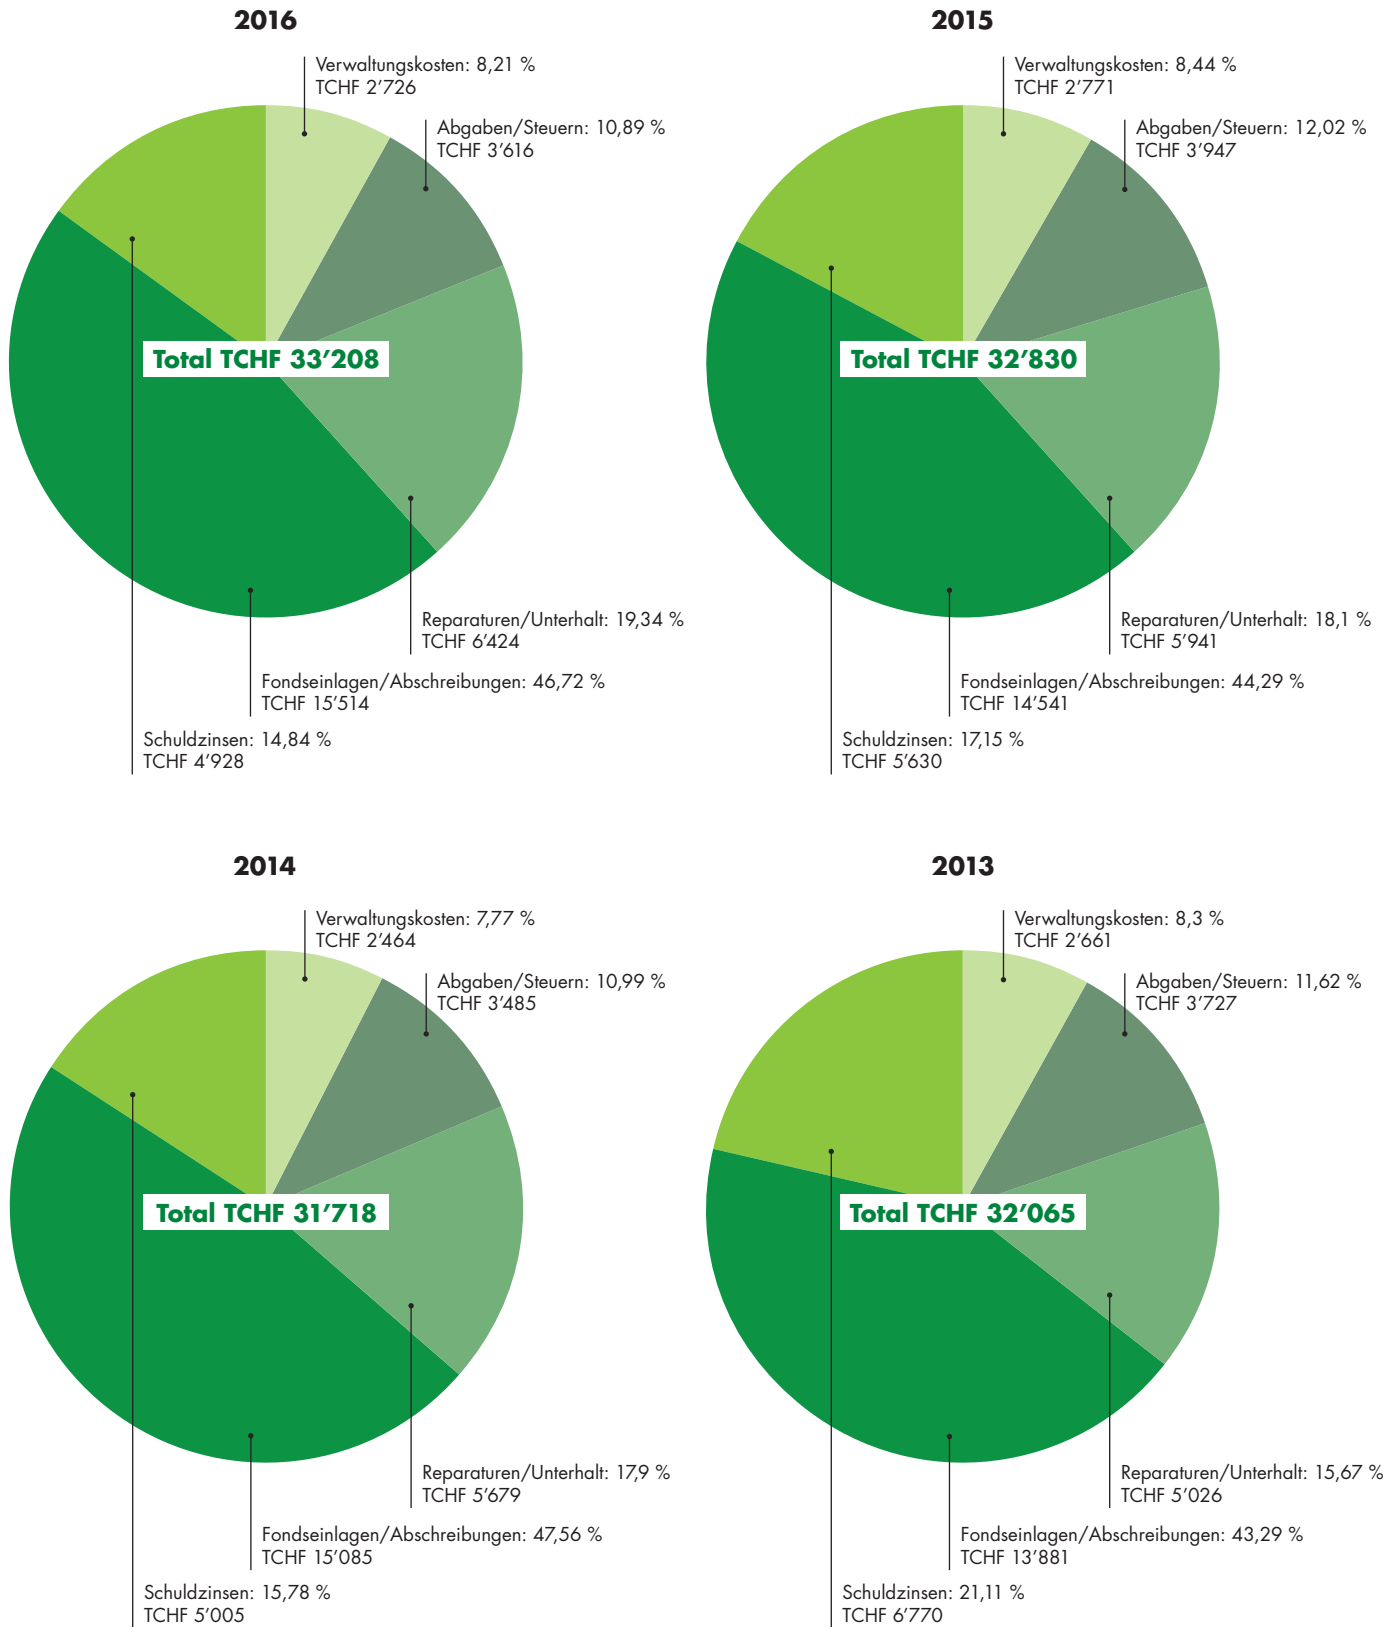 2016
Verwaltungskosten: 8,21 %
TCHF 2’726
Abgaben/Steuern: 10,89 %
TCHF 3’616
Total TCHF 33’208
Reparaturen/Unterhalt: 19,34 %
TCHF 6’424
Fondseinlagen/Abschreibungen: 46,72 %
TCHF 15’514
Schuldzinsen: 14,84 %
TCHF 4’928
2015
Verwaltungskosten: 8,44 %
TCHF 2’771
Abgaben/Steuern: 12,02 %
TCHF 3’947
Total TCHF 32’830
Reparaturen/Unterhalt: 18,1 %
TCHF 5’941
Fondseinlagen/Abschreibungen: 44,29 %
TCHF 14’541
Schuldzinsen: 17,15 %
TCHF 5’630
2014
Verwaltungskosten: 7,77 %
TCHF 2’464
Abgaben/Steuern: 10,99 %
TCHF 3’485
Total TCHF 31’718
Reparaturen/Unterhalt: 17,9 %
TCHF 5’679
Fondseinlagen/Abschreibungen: 47,56 %
TCHF 15’085
Schuldzinsen: 15,78 %
TCHF 5’005
2013
Verwaltungskosten: 8,3 %
TCHF 2’661
Abgaben/Steuern: 11,62 %
TCHF 3’727
Total TCHF 32’065
Reparaturen/Unterhalt: 15,67 %
TCHF 5’026
Fondseinlagen/Abschreibungen: 43,29 %
TCHF 13’881
Schuldzinsen: 21,11 %
TCHF 6’770